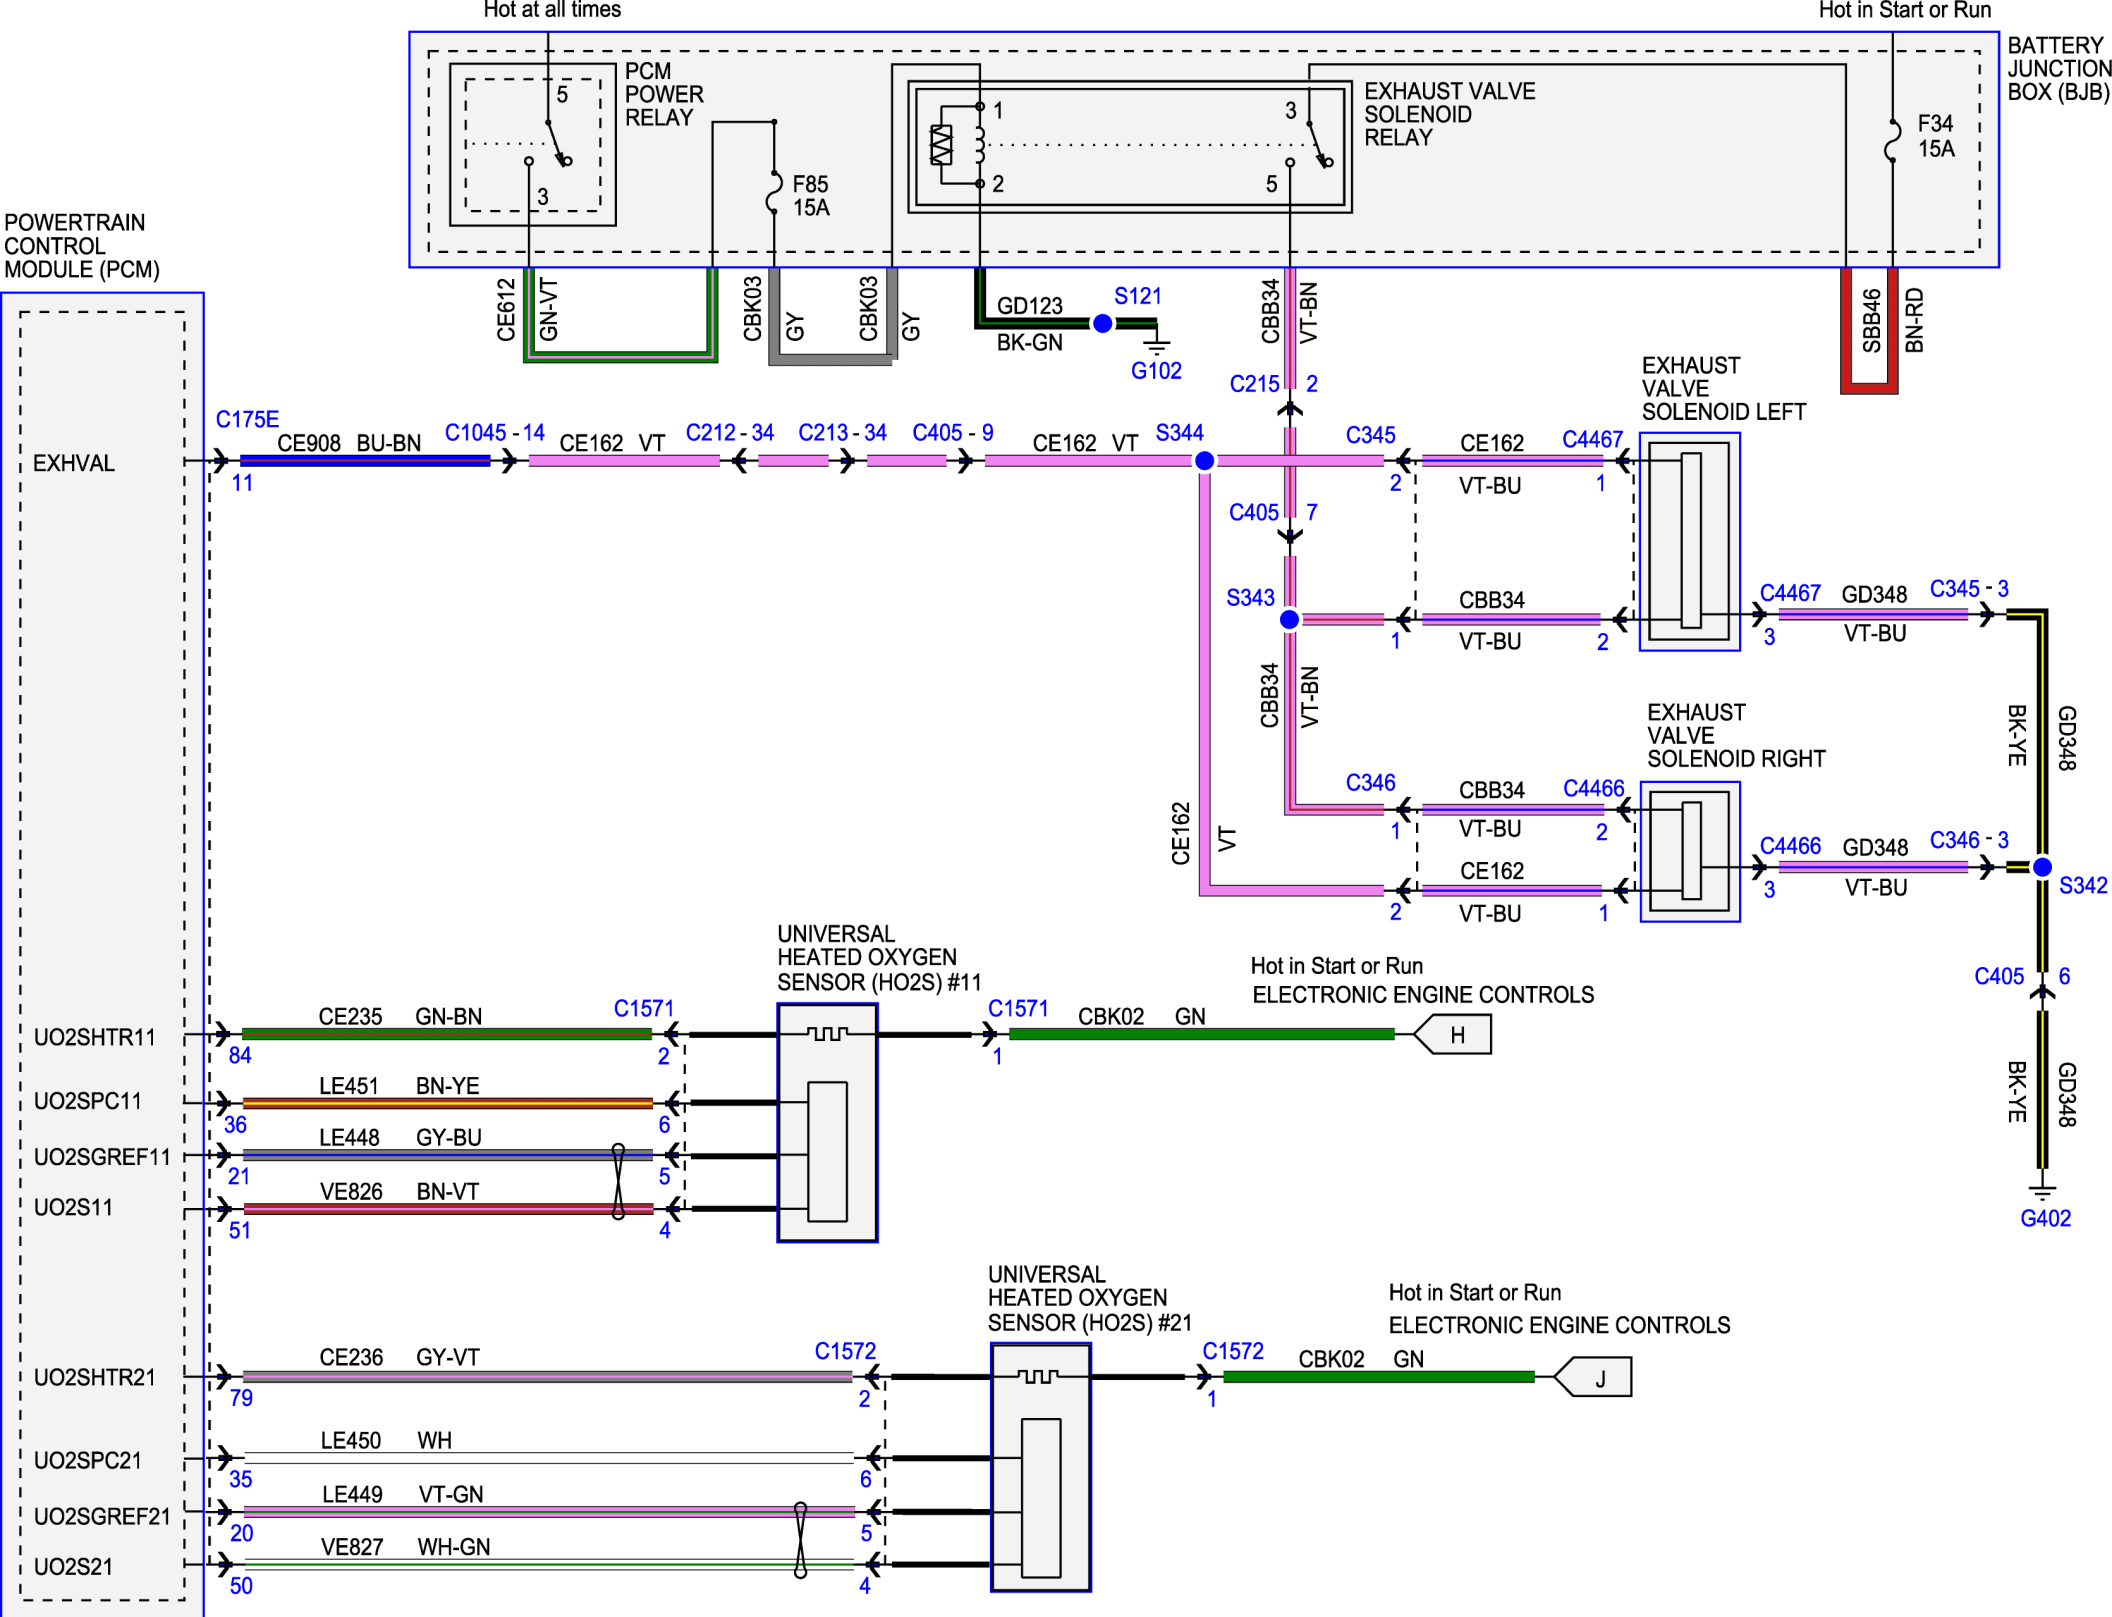 Hot at all times
Hot in Start or Run
BATTERY
JUNCTION
BOX (BJB)
PCM
POWER
RELAY
5
3
F85
15A
1
2
3
5
EXHAUST VALVE
SOLENOID
RELAY
F34
15A
POWERTRAIN
CONTROL
MODULE (PCM)
CE612
GN-VT
CBK03
GY
CBK03
GY
GD123
BK-GN
S121
G102
CBB34
VT-BN
SBB46
BN-RD
C215 2
EXHAUST
VALVE
SOLENOID LEFT
EXHVAL
C175E
11
CE908 BU-BN
C1045 - 14
CE162 VT
C212 - 34
C213 - 34
C405 - 9
CE162 VT
S344
C345
2
CE162
VT-BU
C4467
1
C405 7
S343
1
CBB34
VT-BU
2
C4467
3
GD348
VT-BU
C345 - 3
CBB34
VT-BN
BK-YE
GD348
EXHAUST
VALVE
SOLENOID RIGHT
C346
1
CBB34
VT-BU
C4466
2
CE162
VT
2
CE162
VT-BU
1
C4466
3
GD348
VT-BU
C346 - 3
S342
C405 6
BK-YE
GD348
G402
UNIVERSAL
HEATED OXYGEN
SENSOR (HO2S) #11
Hot in Start or Run
ELECTRONIC ENGINE CONTROLS
UO2SHTR11
84
CE235 GN-BN
C1571
2
C1571
1
CBK02 GN
H
UO2SPC11
36
LE451 BN-YE
6
UO2SGREF11
21
LE448 GY-BU
5
UO2S11
51
VE826 BN-VT
4
UNIVERSAL
HEATED OXYGEN
SENSOR (HO2S) #21
Hot in Start or Run
ELECTRONIC ENGINE CONTROLS
UO2SHTR21
79
CE236 GY-VT
C1572
2
C1572
1
CBK02 GN
J
UO2SPC21
35
LE450 WH
6
UO2SGREF21
20
LE449 VT-GN
5
UO2S21
50
VE827 WH-GN
4